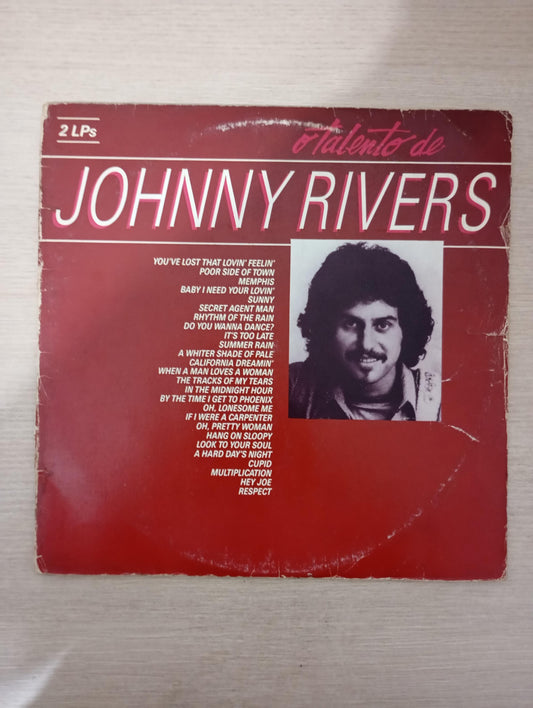 2 LPs
o talento de
JOHNNY RIVERS
YOU'VE LOST THAT LOVIN' FEELIN'
POOR SIDE OF TOWN
MEMPHIS
BABY I NEED YOUR LOVIN'
SUNNY
SECRET AGENT MAN
RHYTHM OF THE RAIN
DO YOU WANNA DANCE?
IT'S TOO LATE
SUMMER RAIN
A WHITER SHADE OF PALE
CALIFORNIA DREAMIN'
WHEN A MAN LOVES A WOMAN
THE TRACKS OF MY TEARS
IN THE MIDNIGHT HOUR
BY THE TIME I GET TO PHOENIX
OH, LONESOME ME
IF I WERE A CARPENTER
OH, PRETTY WOMAN
HANG ON SLOOPY
LOOK TO YOUR SOUL
A HARD DAY'S NIGHT
CUPID
MULTIPLICATION
HEY JOE
RESPECT